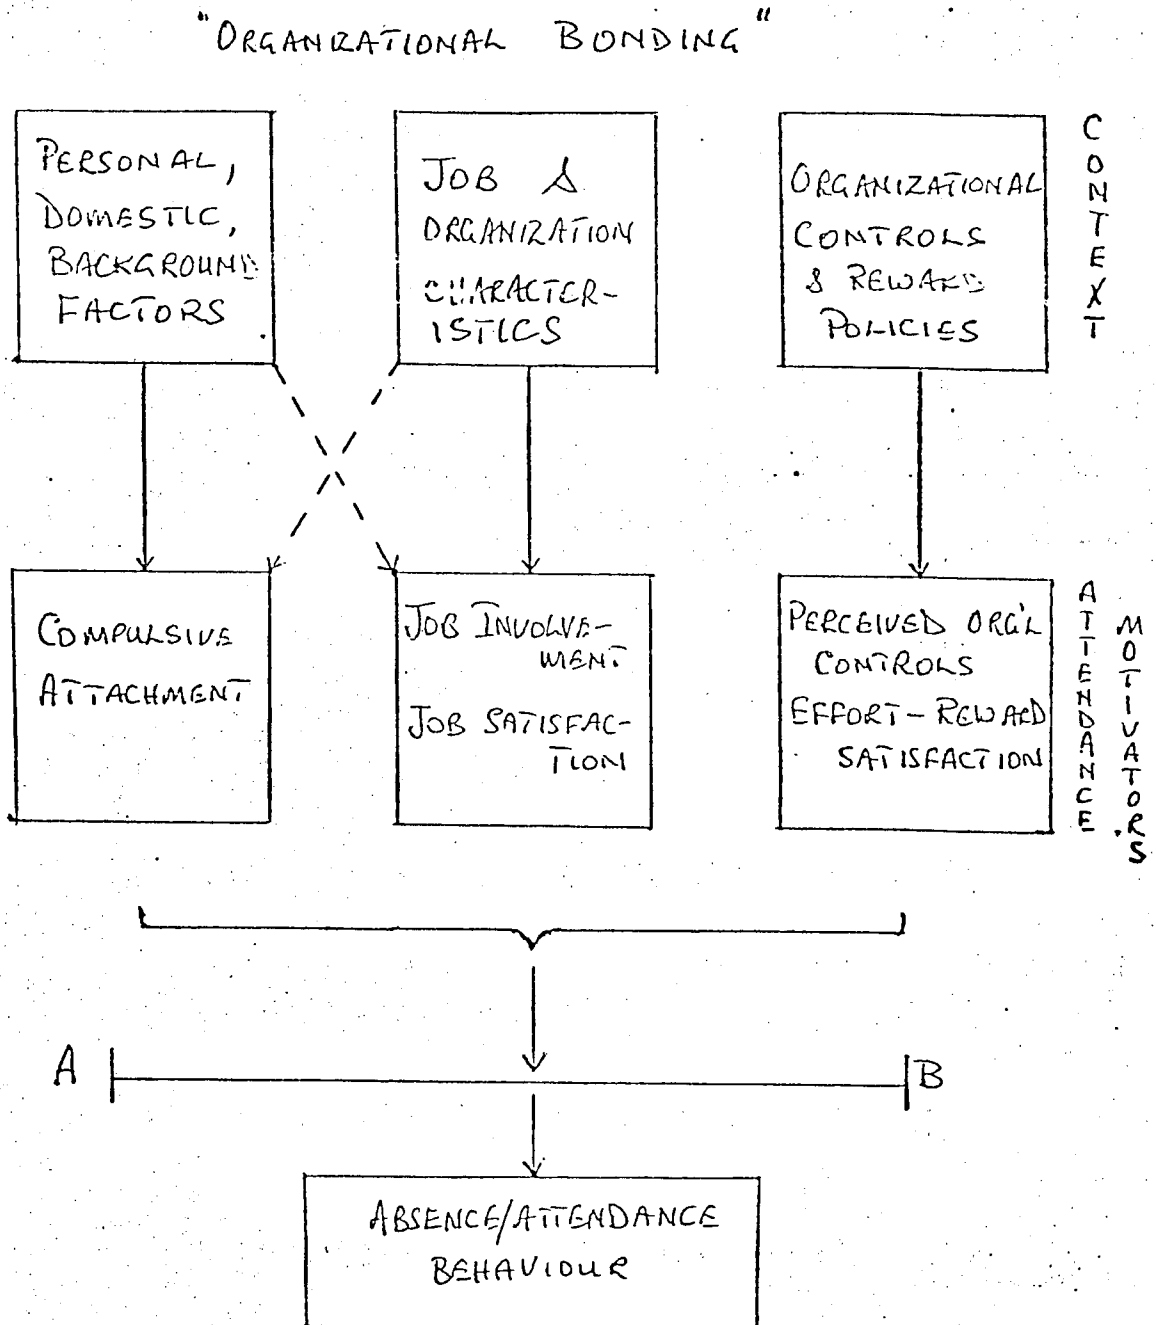 "ORGANIZATIONAL BONDING"
PERSONAL,
DOMESTIC,
BACKGROUND
FACTORS
JOB &
ORGANIZATION
CHARACTER-
ISTICS
ORGANIZATIONAL
CONTROLS
& REWARD
POLICIES
CONTEXT
COMPULSIVE
ATTACHMENT
JOB INVOLVE-
MENT
JOB SATISFAC-
TION
PERCEIVED ORG'L
CONTROLS
EFFORT-REWARD
SATISFACTION
ATTENDANCE
MOTIVATORS
A
B
ABSENCE/ATTENDANCE
BEHAVIOUR